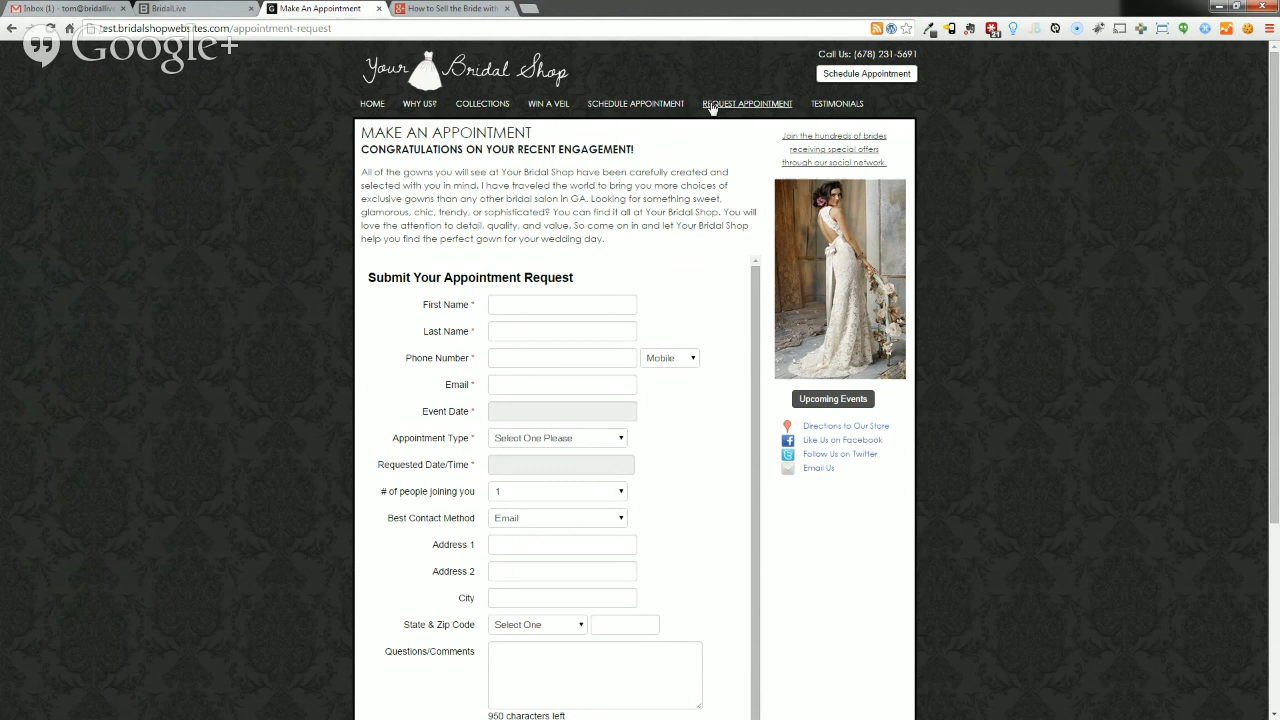 Inbox (1) - tom@bridalliv
BridalLive
Make An Appointment
How to Sell the Bride with
test.bridalshopwebsites.com/appointment-request
Google+
Your Bridal Shop
Call Us: (678) 231-5691
Schedule Appointment
HOME WHY US? COLLECTIONS WIN A VEIL SCHEDULE APPOINTMENT REQUEST APPOINTMENT TESTIMONIALS
MAKE AN APPOINTMENT
CONGRATULATIONS ON YOUR RECENT ENGAGEMENT!
All of the gowns you will see at Your Bridal Shop have been carefully created and
selected with you in mind. I have traveled the world to bring you more choices of
exclusive gowns than any other bridal salon in GA. Looking for something sweet,
glamorous, chic, trendy, or sophisticated? You can find it all at Your Bridal Shop. You will
love the attention to detail, quality, and value. So come on in and let Your Bridal Shop
help you find the perfect gown for your wedding day.
Join the hundreds of brides
receiving special offers
through our social network.
Submit Your Appointment Request
First Name *
Last Name *
Phone Number * Mobile
Email *
Event Date *
Appointment Type * Select One Please
Requested Date/Time *
# of people joining you 1
Best Contact Method Email
Address 1
Address 2
City
State & Zip Code Select One
Questions/Comments
950 characters left
Upcoming Events
Directions to Our Store
Like Us on Facebook
Follow Us on Twitter
Email Us